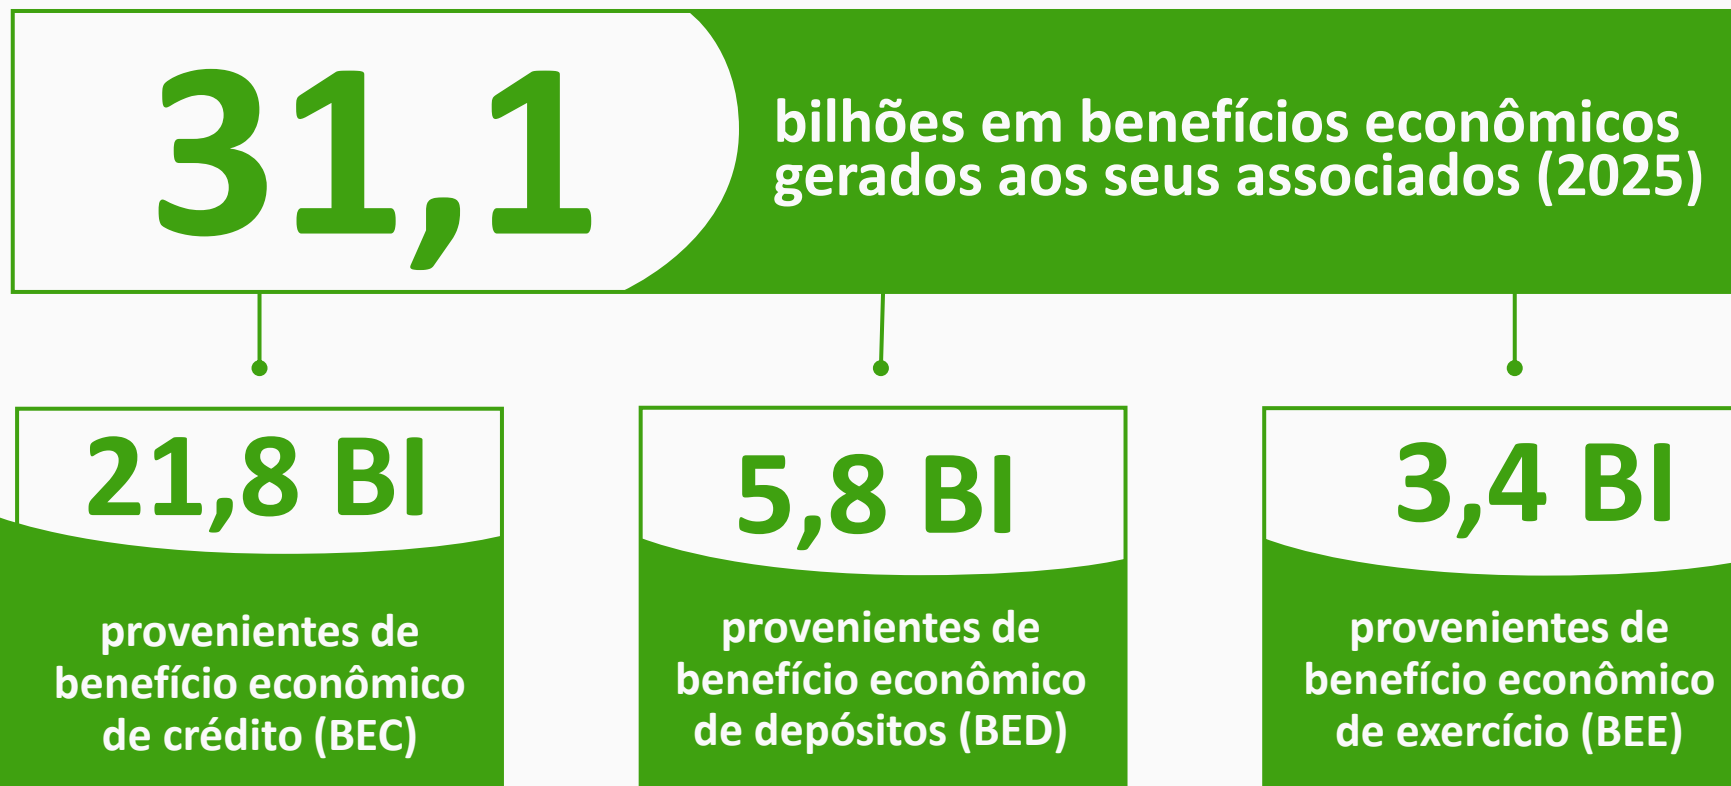 31,1
bilhões em benefícios econômicos
gerados aos seus associados (2025)
21,8 BI
provenientes de
benefício econômico
de crédito (BEC)
5,8 BI
provenientes de
benefício econômico
de depósitos (BED)
3,4 BI
provenientes de
benefício econômico
de exercício (BEE)